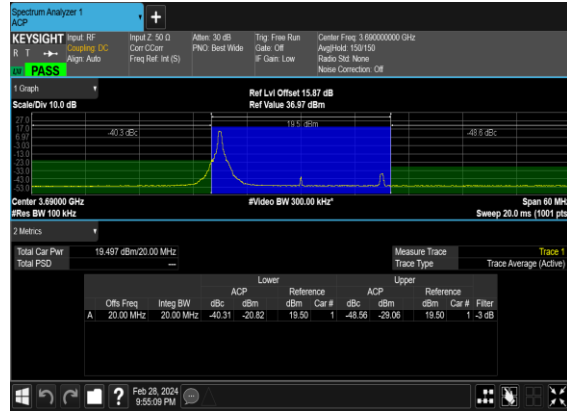 Spectrum Analyzer 1
ACP
+
KEYSIGHT Input: RF Input Z: 50 Ω Atten: 30 dB Trig: Free Run Center Freq: 3.690000000 GHz
R T Coupling: DC Corr CCorr PNO: Best Wide Gate: Off Avg|Hold: 150/150
Align: Auto Freq Ref: Int (S) IF Gain: Low Radio Std: None
PASS Noise Correction: Off
1 Graph Ref Lvl Offset 15.87 dB
Scale/Div 10.0 dB Ref Value 36.97 dBm
27.0
17.0
6.97
-3.03
-13.0
-23.0
-33.0
-43.0
-53.0
-40.3 dBc 19.5 dBm -48.6 dBc
Center 3.69000 GHz #Video BW 300.00 kHz* Span 60 MHz
#Res BW 100 kHz Sweep 20.0 ms (1001 pts
2 Metrics
Total Car Pwr 19.497 dBm/20.00 MHz Measure Trace Trace 1
Total PSD --- Trace Type Trace Average (Active)
Lower Upper
ACP Reference ACP Reference
Offs Freq Integ BW dBc dBm dBm Car # dBc dBm dBm Car # Filter
A 20.00 MHz 20.00 MHz -40.31 -20.82 19.50 1 -48.56 -29.06 19.50 1 -3 dB
? Feb 28, 2024
9:55:09 PM